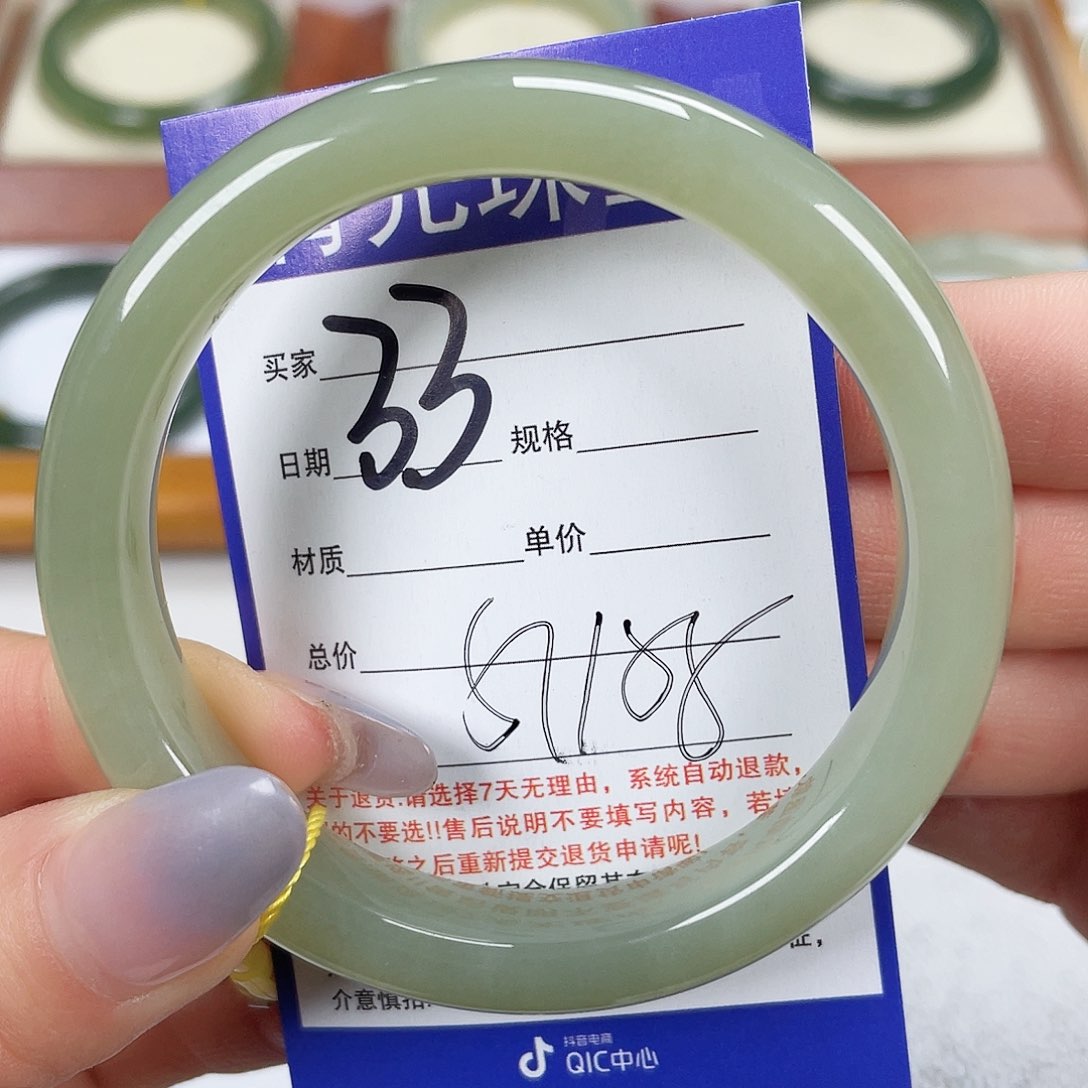 元珠
33
买家
日期 规格
材质 单价
总价
关于退货:请选择7天无理由，系统自动退款，
的不要选!!售后说明不要填写内容，若
之后重新提交退货申请呢!
介意慎拍
抖音电商
QIC中心